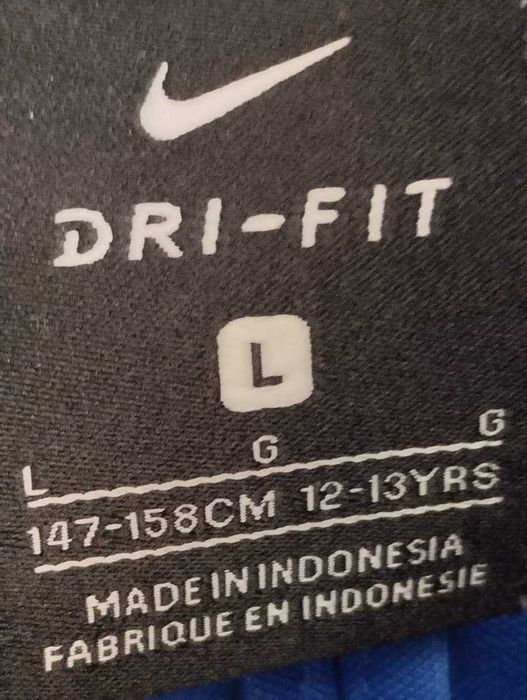 DRI-FIT
L
L G G
147-158CM 12-13YRS
MADE IN INDONESIA
FABRIQUE EN INDONESIE